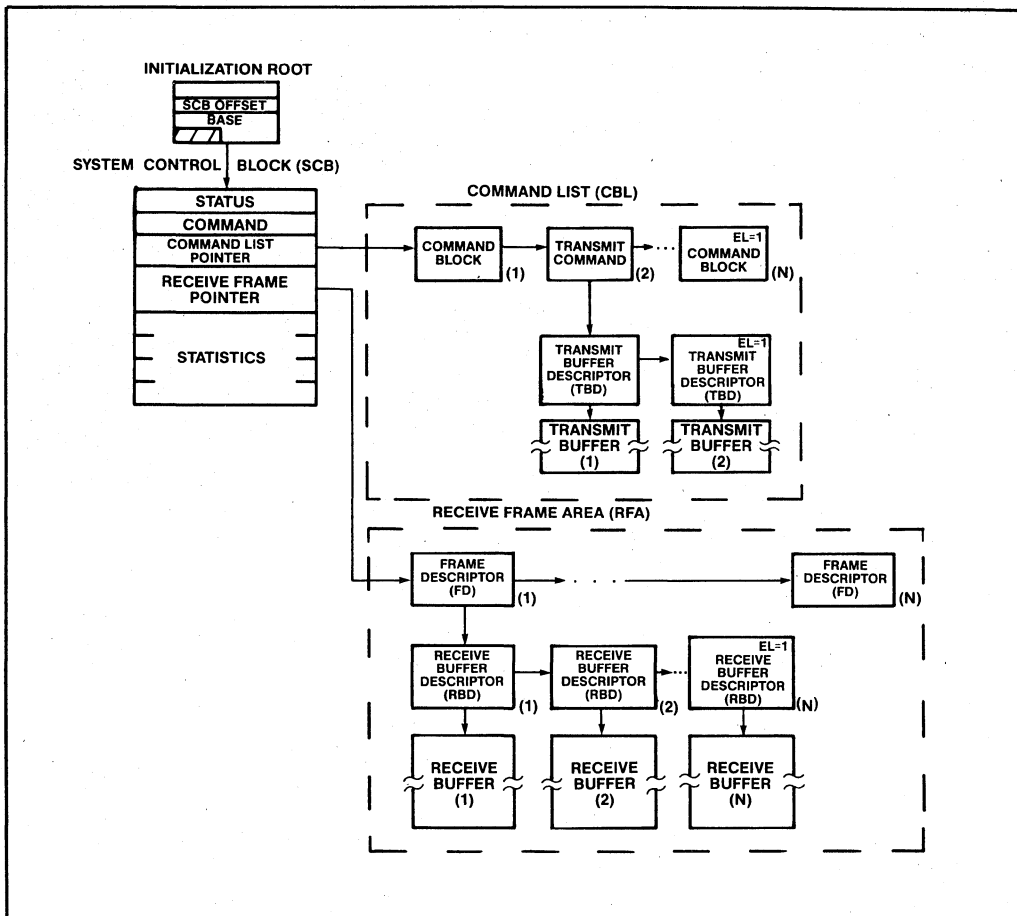 INITIALIZATION ROOT
SCB OFFSET
BASE
SYSTEM CONTROL BLOCK (SCB)
STATUS
COMMAND
COMMAND LIST
POINTER
RECEIVE FRAME
POINTER
STATISTICS
COMMAND LIST (CBL)
COMMAND
BLOCK
(1)
TRANSMIT
COMMAND
(2)
EL=1
COMMAND
BLOCK
(N)
TRANSMIT
BUFFER
DESCRIPTOR
(TBD)
EL=1
TRANSMIT
BUFFER
DESCRIPTOR
(TBD)
TRANSMIT
BUFFER
(1)
TRANSMIT
BUFFER
(2)
RECEIVE FRAME AREA (RFA)
FRAME
DESCRIPTOR
(FD)
(1)
FRAME
DESCRIPTOR
(FD)
(N)
RECEIVE
BUFFER
DESCRIPTOR
(RBD)
(1)
RECEIVE
BUFFER
DESCRIPTOR
(RBD)
(2)
EL=1
RECEIVE
BUFFER
DESCRIPTOR
(RBD)
(N)
RECEIVE
BUFFER
(1)
RECEIVE
BUFFER
(2)
RECEIVE
BUFFER
(N)